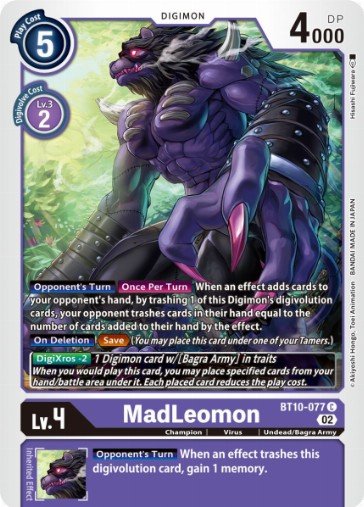 DIGIMON
Play Cost
5
4000 DP
Digivolve Cost
Lv.3
2
Hisashi Fujiwara
Opponent's Turn Once Per Turn When an effect adds cards to
your opponent's hand, by trashing 1 of this Digimon's digivolution
cards, your opponent trashes cards in their hand equal to the
number of cards added to their hand by the effect.
On Deletion Save (You may place this card under one of your Tamers.)
DigiXros -2 1 Digimon card w/[Bagra Army] in traits
When you would play this card, you may place specified cards from your
hand/battle area under it. Each placed card reduces the play cost.
© Akiyoshi Hongo, Toei Animation BANDAI MADE IN JAPAN
Lv.4
MadLeomon
BT10-077 C
02
Champion Virus Undead/Bagra Army
Inherited Effect
Opponent's Turn When an effect trashes this
digivolution card, gain 1 memory.